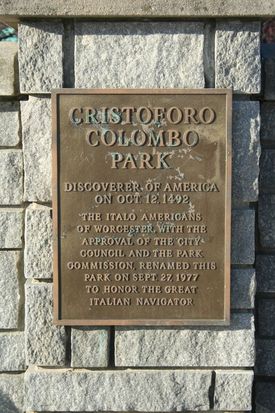 CRISTOFORO
COLOMBO
PARK
DISCOVERER OF AMERICA
ON OCT. 12, 1492
THE ITALO AMERICANS
OF WORCESTER, WITH THE
APPROVAL OF THE CITY
COUNCIL AND THE PARK
COMMISSION, RENAMED THIS
PARK ON SEPT. 27, 1977
TO HONOR THE GREAT
ITALIAN NAVIGATOR